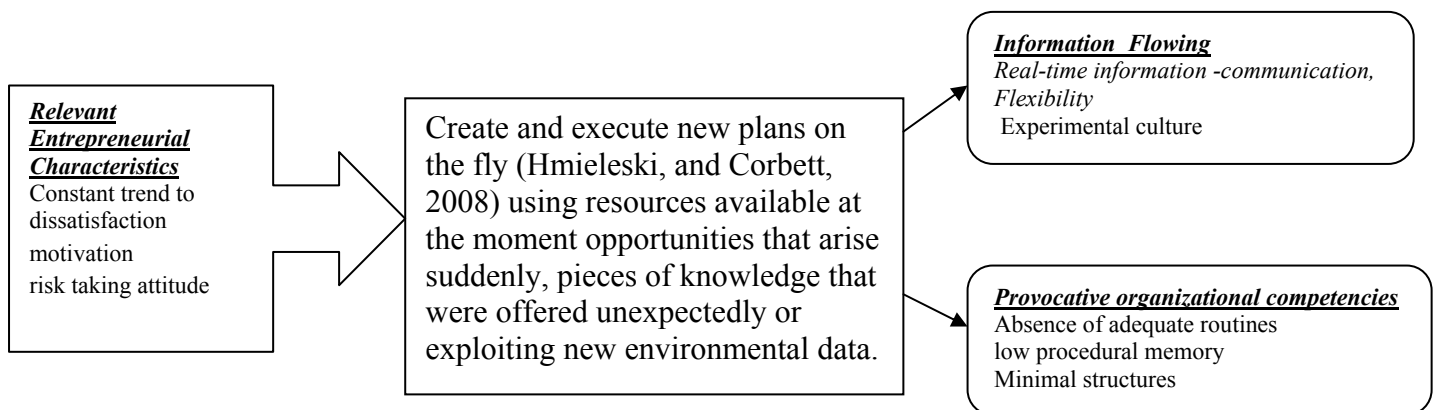 Relevant
Entrepreneurial
Characteristics
Constant trend to
dissatisfaction
motivation
risk taking attitude
Create and execute new plans on
the fly (Hmieleski, and Corbett,
2008) using resources available at
the moment opportunities that arise
suddenly, pieces of knowledge that
were offered unexpectedly or
exploiting new environmental data.
Information Flowing
Real-time information -communication,
Flexibility
Experimental culture
Provocative organizational competencies
Absence of adequate routines
low procedural memory
Minimal structures